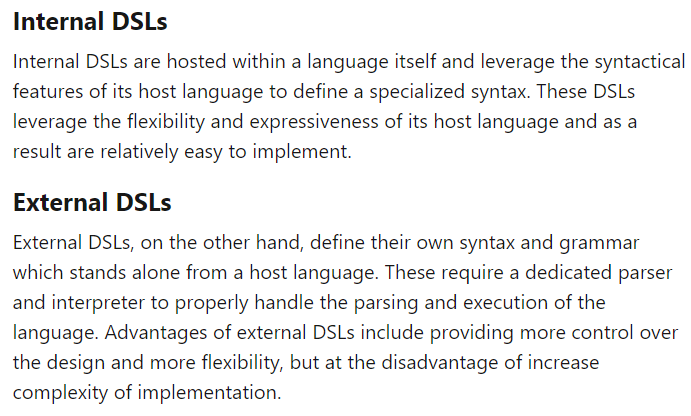 Internal DSLs
Internal DSLs are hosted within a language itself and leverage the syntactical
features of its host language to define a specialized syntax. These DSLs
leverage the flexibility and expressiveness of its host language and as a
result are relatively easy to implement.
External DSLs
External DSLs, on the other hand, define their own syntax and grammar
which stands alone from a host language. These require a dedicated parser
and interpreter to properly handle the parsing and execution of the
language. Advantages of external DSLs include providing more control over
the design and more flexibility, but at the disadvantage of increase
complexity of implementation.